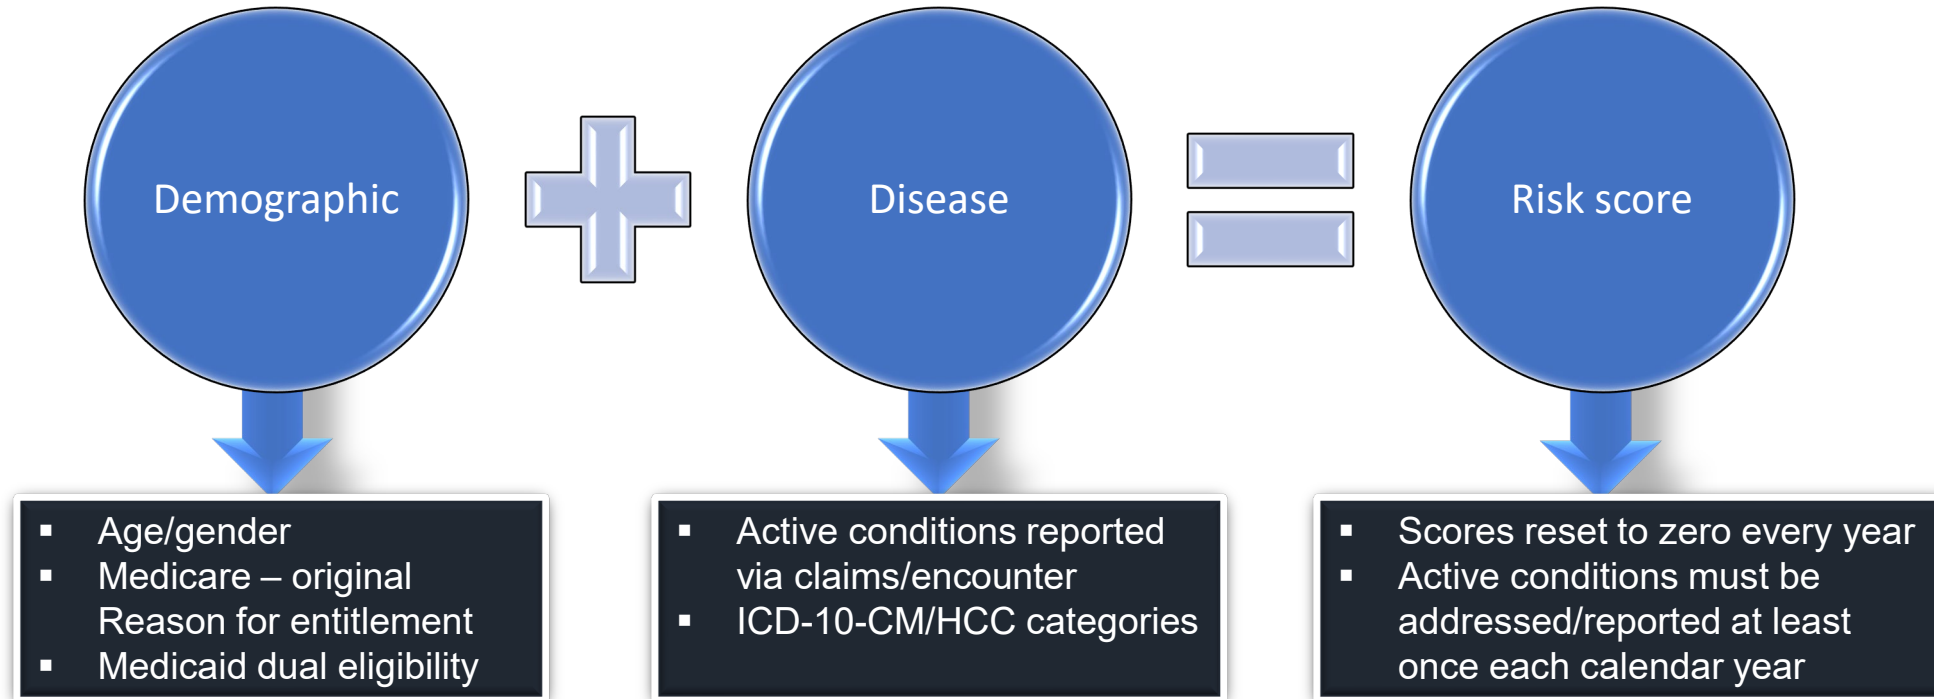 Demographic
Disease
Risk score
▪ Age/gender
▪ Medicare – original
Reason for entitlement
▪ Medicaid dual eligibility
▪ Active conditions reported
via claims/encounter
▪ ICD-10-CM/HCC categories
▪ Scores reset to zero every year
▪ Active conditions must be
addressed/reported at least
once each calendar year